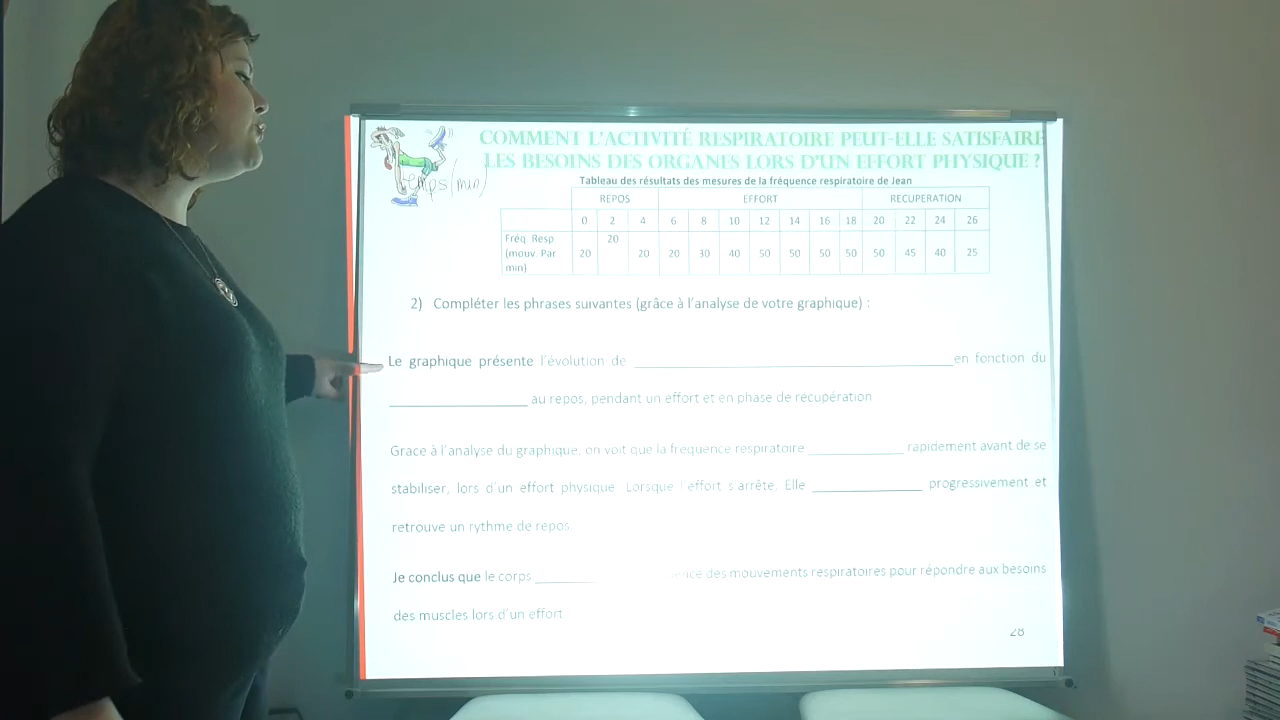 COMMENT L'ACTIVITÉ RESPIRATOIRE PEUT-ELLE SATISFAIRE
LES BESOINS DES ORGANES LORS D'UN EFFORT PHYSIQUE ?
emps (min)
Tableau des résultats des mesures de la fréquence respiratoire de Jean
REPOS EFFORT RECUPERATION
0 2 4 6 8 10 12 14 16 18 20 22 24 26
Fréq. Resp. 20
(mouv. Par 20 20 20 30 40 50 50 50 50 50 45 40 25
min)
2) Compléter les phrases suivantes (grâce à l'analyse de votre graphique) :
Le graphique présente l'évolution de ______________________________ en fonction du
______________ au repos, pendant un effort et en phase de récupération
Grace à l'analyse du graphique, on voit que la fréquence respiratoire __________ rapidement avant de se
stabiliser, lors d'un effort physique. Lorsque l'effort s'arrête, Elle ____________ progressivement et
retrouve un rythme de repos.
Je conclus que le corps _______ ence des mouvements respiratoires pour répondre aux besoins
des muscles lors d'un effort
28